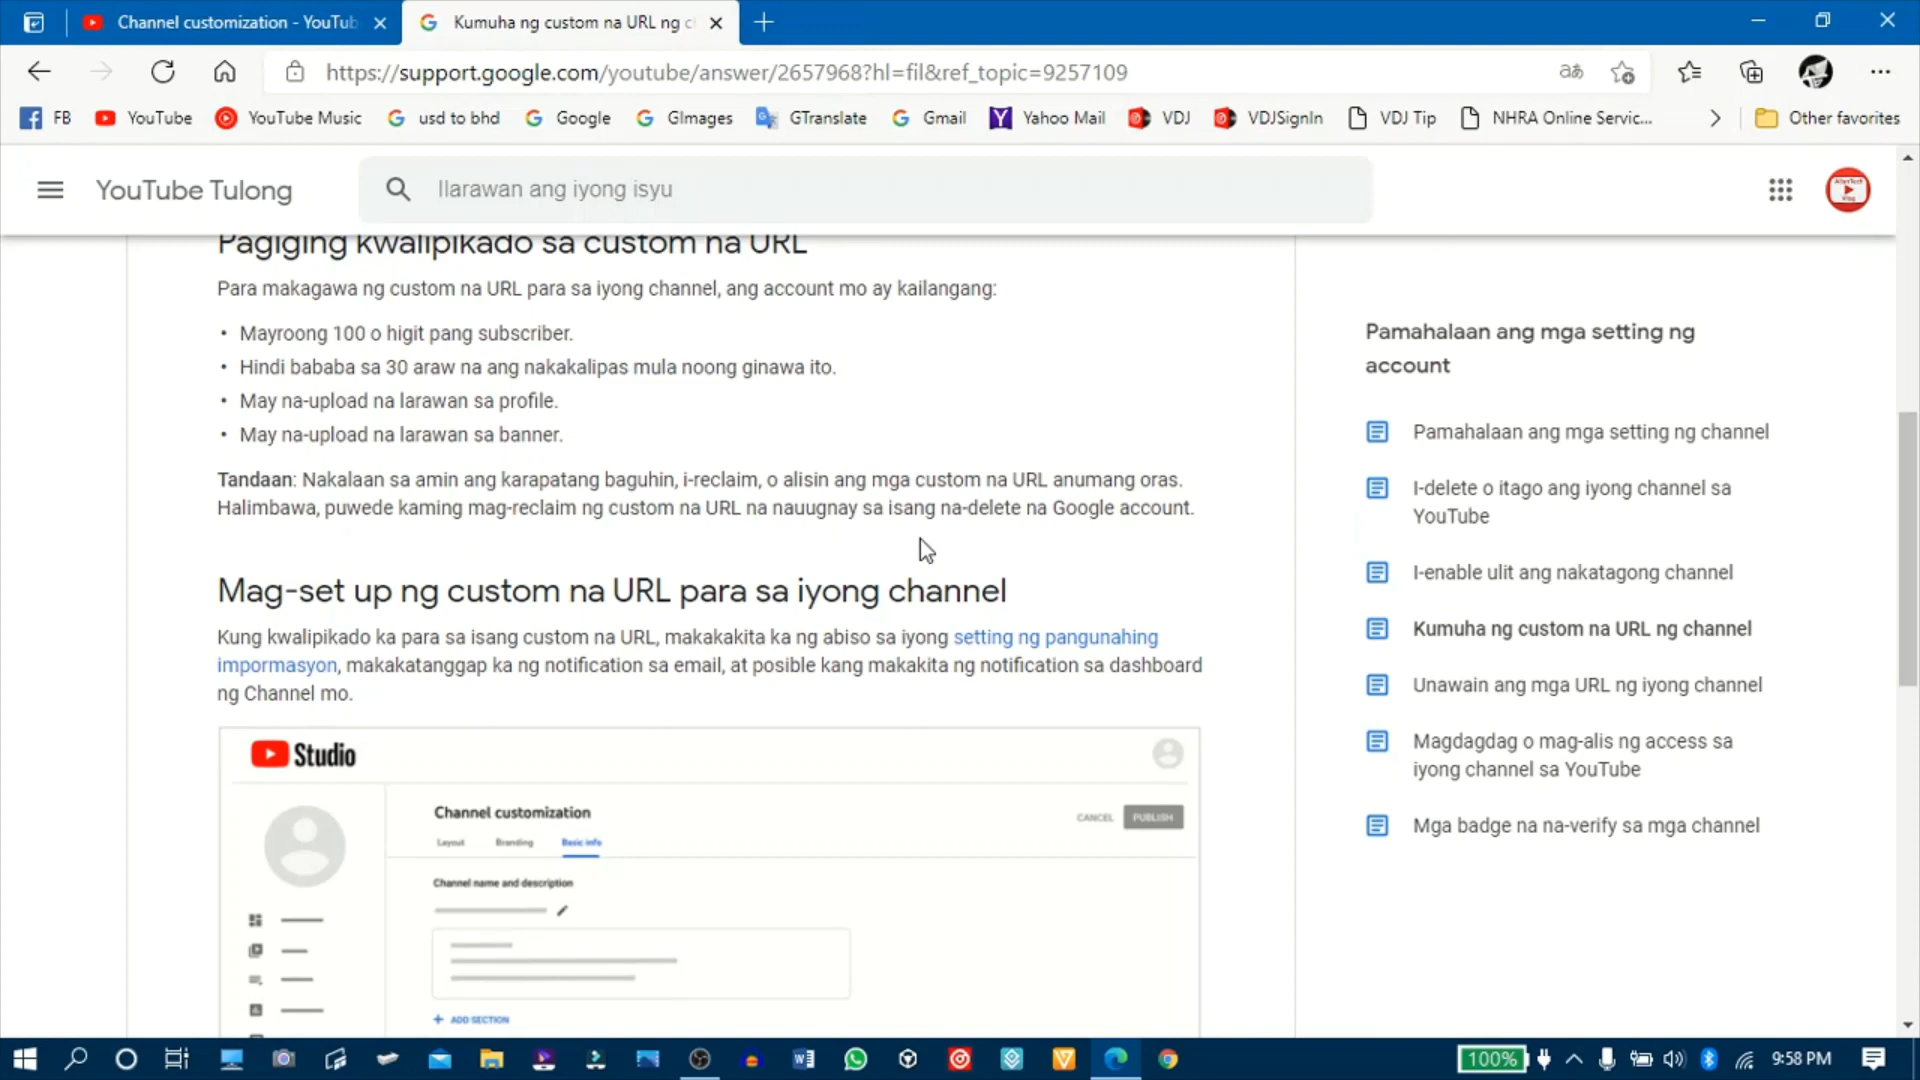 Channel customization - YouTub
Kumuha ng custom na URL ng c
https://support.google.com/youtube/answer/2657968?hl=fil&ref_topic=9257109
FB YouTube YouTube Music usd to bhd Google GImages GTranslate Gmail Yahoo Mail VDJ VDJSignIn VDJ Tip NHRA Online Servic... Other favorites
YouTube Tulong
Ilarawan ang iyong isyu
Pagiging kwalipikado sa custom na URL
Para makagawa ng custom na URL para sa iyong channel, ang account mo ay kailangang:
• Mayroong 100 o higit pang subscriber.
• Hindi bababa sa 30 araw na ang nakakalipas mula noong ginawa ito.
• May na-upload na larawan sa profile.
• May na-upload na larawan sa banner.
Tandaan: Nakalaan sa amin ang karapatang baguhin, i-reclaim, o alisin ang mga custom na URL anumang oras.
Halimbawa, puwede kaming mag-reclaim ng custom na URL na nauugnay sa isang na-delete na Google account.
Mag-set up ng custom na URL para sa iyong channel
Kung kwalipikado ka para sa isang custom na URL, makakakita ka ng abiso sa iyong setting ng pangunahing
impormasyon, makakatanggap ka ng notification sa email, at posible kang makakita ng notification sa dashboard
ng Channel mo.
Studio
Channel customization
CANCEL PUBLISH
Layout Branding Basic info
Channel name and description
+ ADD SECTION
Pamahalaan ang mga setting ng
account
Pamahalaan ang mga setting ng channel
I-delete o itago ang iyong channel sa
YouTube
I-enable ulit ang nakatagong channel
Kumuha ng custom na URL ng channel
Unawain ang mga URL ng iyong channel
Magdagdag o mag-alis ng access sa
iyong channel sa YouTube
Mga badge na na-verify sa mga channel
100% 9:58 PM